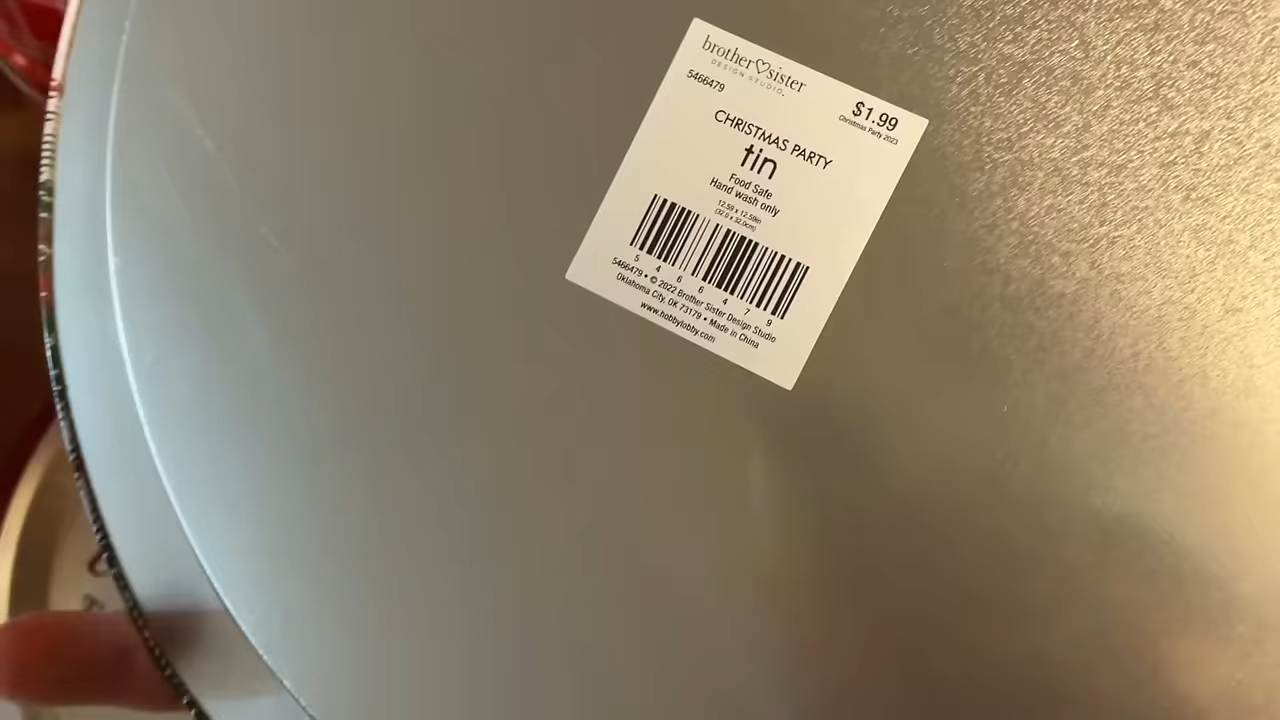 brother♡sister
DESIGN STUDIO.
5466479
$1.99
Christmas Party 2023
CHRISTMAS PARTY
tin
Food Safe
Hand wash only
12.59 x 12.59in
(32.0 x 32.0cm)
5 4 6 6 4 7 9
5466479 • © 2022 Brother Sister Design Studio
Oklahoma City, OK 73179 • Made in China
www.hobbylobby.com